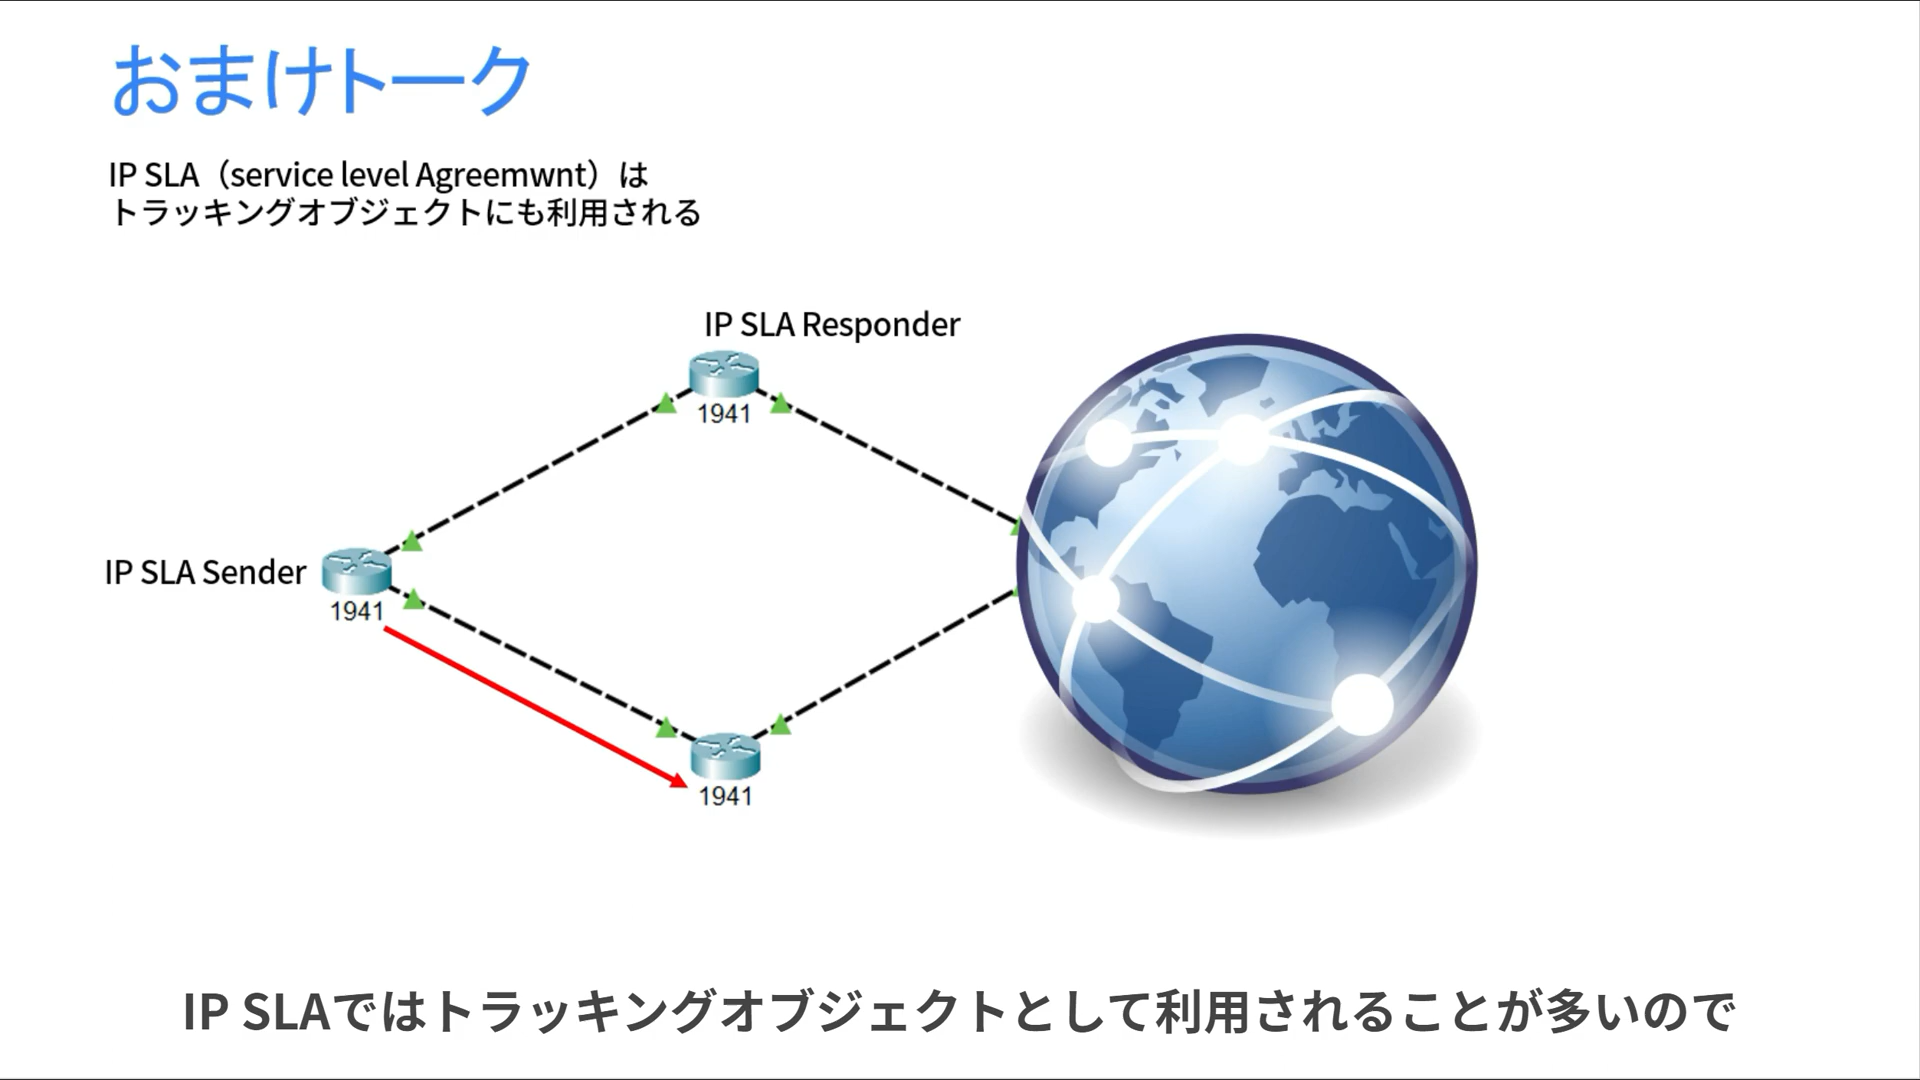 おまけトーク
IP SLA（service level Agreemwnt）は
トラッキングオブジェクトにも利用される
IP SLA Responder
1941
IP SLA Sender
1941
1941
IP SLAではトラッキングオブジェクトとして利用されることが多いので